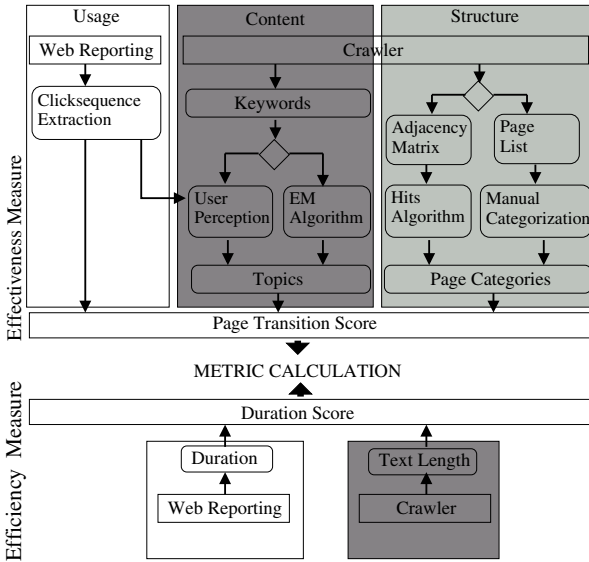 Usage
Content
Structure
Web Reporting
Crawler
Clicksequence
Extraction
Keywords
Adjacency
Matrix
Page
List
User
Perception
EM
Algorithm
Hits
Algorithm
Manual
Categorization
Topics
Page Categories
Effectiveness Measure
Page Transition Score
METRIC CALCULATION
Duration Score
Efficiency Measure
Duration
Text Length
Web Reporting
Crawler